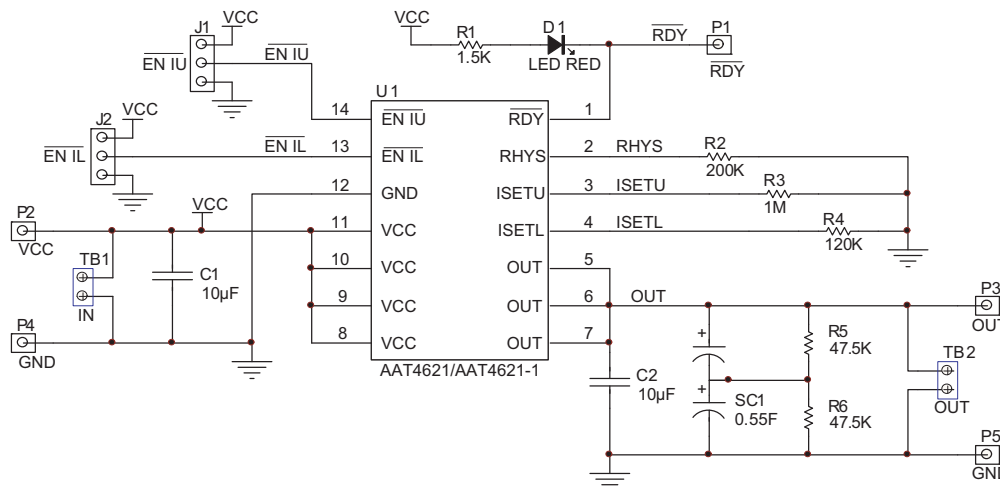 J1
VCC
EN IU
EN IU
J2
VCC
EN IL
EN IL
VCC
R1
1.5K
D1
LED RED
RDY
P1
RDY
U1
14
EN IU
RDY
1
13
EN IL
RHYS
2
RHYS
R2
200K
12
GND
ISETU
3
ISETU
R3
1M
11
VCC
ISETL
4
ISETL
R4
120K
10
VCC
OUT
5
9
VCC
OUT
6
OUT
8
VCC
OUT
7
AAT4621/AAT4621-1
P2
VCC
VCC
TB1
IN
C1
10µF
P4
GND
C2
10µF
+
+
SC1
0.55F
R5
47.5K
R6
47.5K
P3
OUT
TB2
OUT
P5
GND